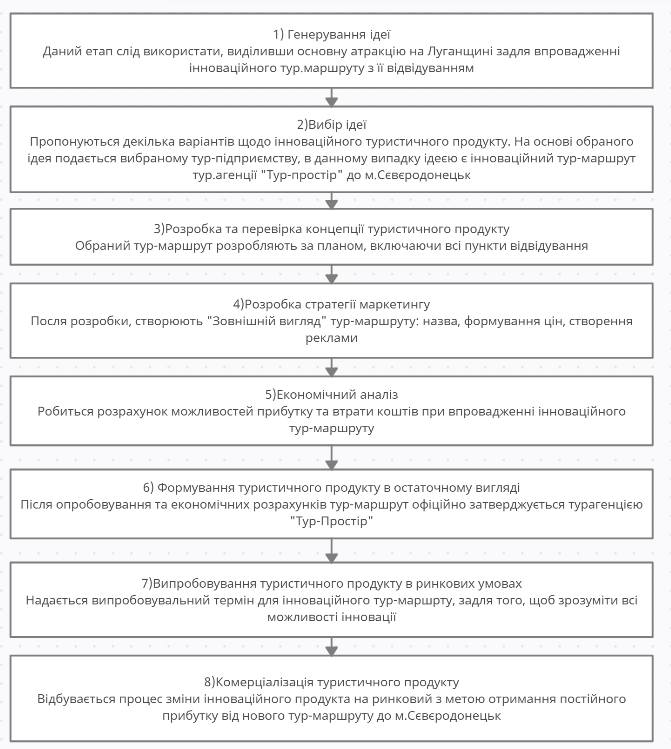 1) Генерування ідеї
Даний етап слід використати, виділивши основну атракцію на Луганщині задля впровадженні
інноваційного тур.маршруту з її відвідуванням
2)Вибір ідеї
Пропонуються декілька варіантів щодо інноваційного туристичного продукту. На основі обраного
ідея подається вибраному тур-підприємству, в данному випадку ідеєю є інноваційний тур-маршрут
тур.агенції "Тур-простір" до м.Сєвєродонецьк
3)Розробка та перевірка концепції туристичного продукту
Обраний тур-маршрут розробляють за планом, включаючи всі пункти відвідування
4)Розробка стратегії маркетингу
Після розробки, створюють "Зовнішній вигляд" тур-маршруту: назва, формування цін, створення
реклами
5)Економічний аналіз
Робиться розрахунок можливостей прибутку та втрати коштів при впровадженні інноваційного
тур-маршруту
6) Формування туристичного продукту в остаточному вигляді
Після опробовування та економічних розрахунків тур-маршрут офіційно затверджується турагенцією
"Тур-Простір"
7)Випробовування туристичного продукту в ринкових умовах
Надається випробовувальний термін для інноваційного тур-маршрту, задля того, щоб зрозуміти всі
можливості інновації
8)Комерціалізація туристичного продукту
Відбувається процес зміни інноваційного продукта на ринковий з метою отримання постійного
прибутку від нового тур-маршруту до м.Сєвєродонецьк